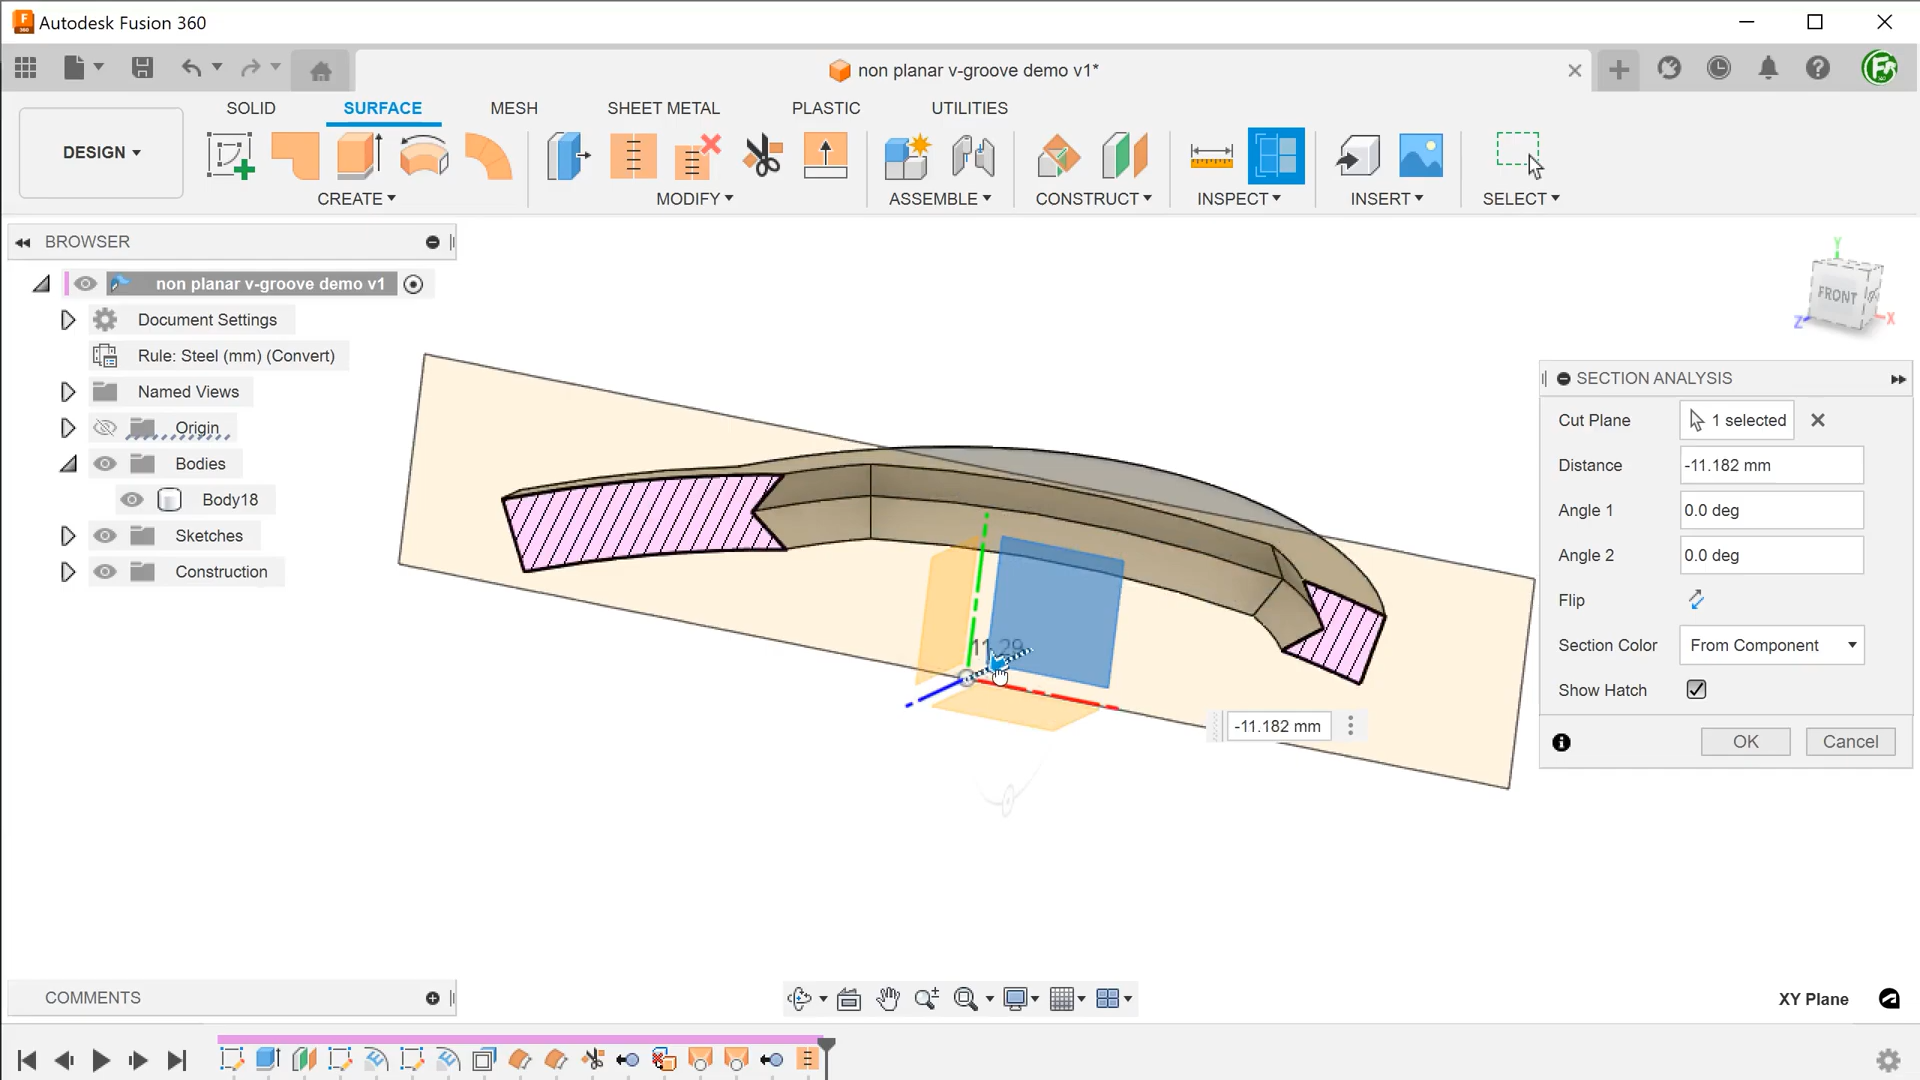 Autodesk Fusion 360
non planar v-groove demo v1*
SOLID
SURFACE
MESH
SHEET METAL
PLASTIC
UTILITIES
DESIGN
CREATE
MODIFY
ASSEMBLE
CONSTRUCT
INSPECT
INSERT
SELECT
BROWSER
non planar v-groove demo v1
Document Settings
Rule: Steel (mm) (Convert)
Named Views
Origin
Bodies
Body18
Sketches
Construction
Y
FRONT
Z
X
SECTION ANALYSIS
Cut Plane
1 selected
Distance
-11.182 mm
Angle 1
0.0 deg
Angle 2
0.0 deg
Flip
Section Color
From Component
Show Hatch
OK
Cancel
11.29
-11.182 mm
COMMENTS
XY Plane